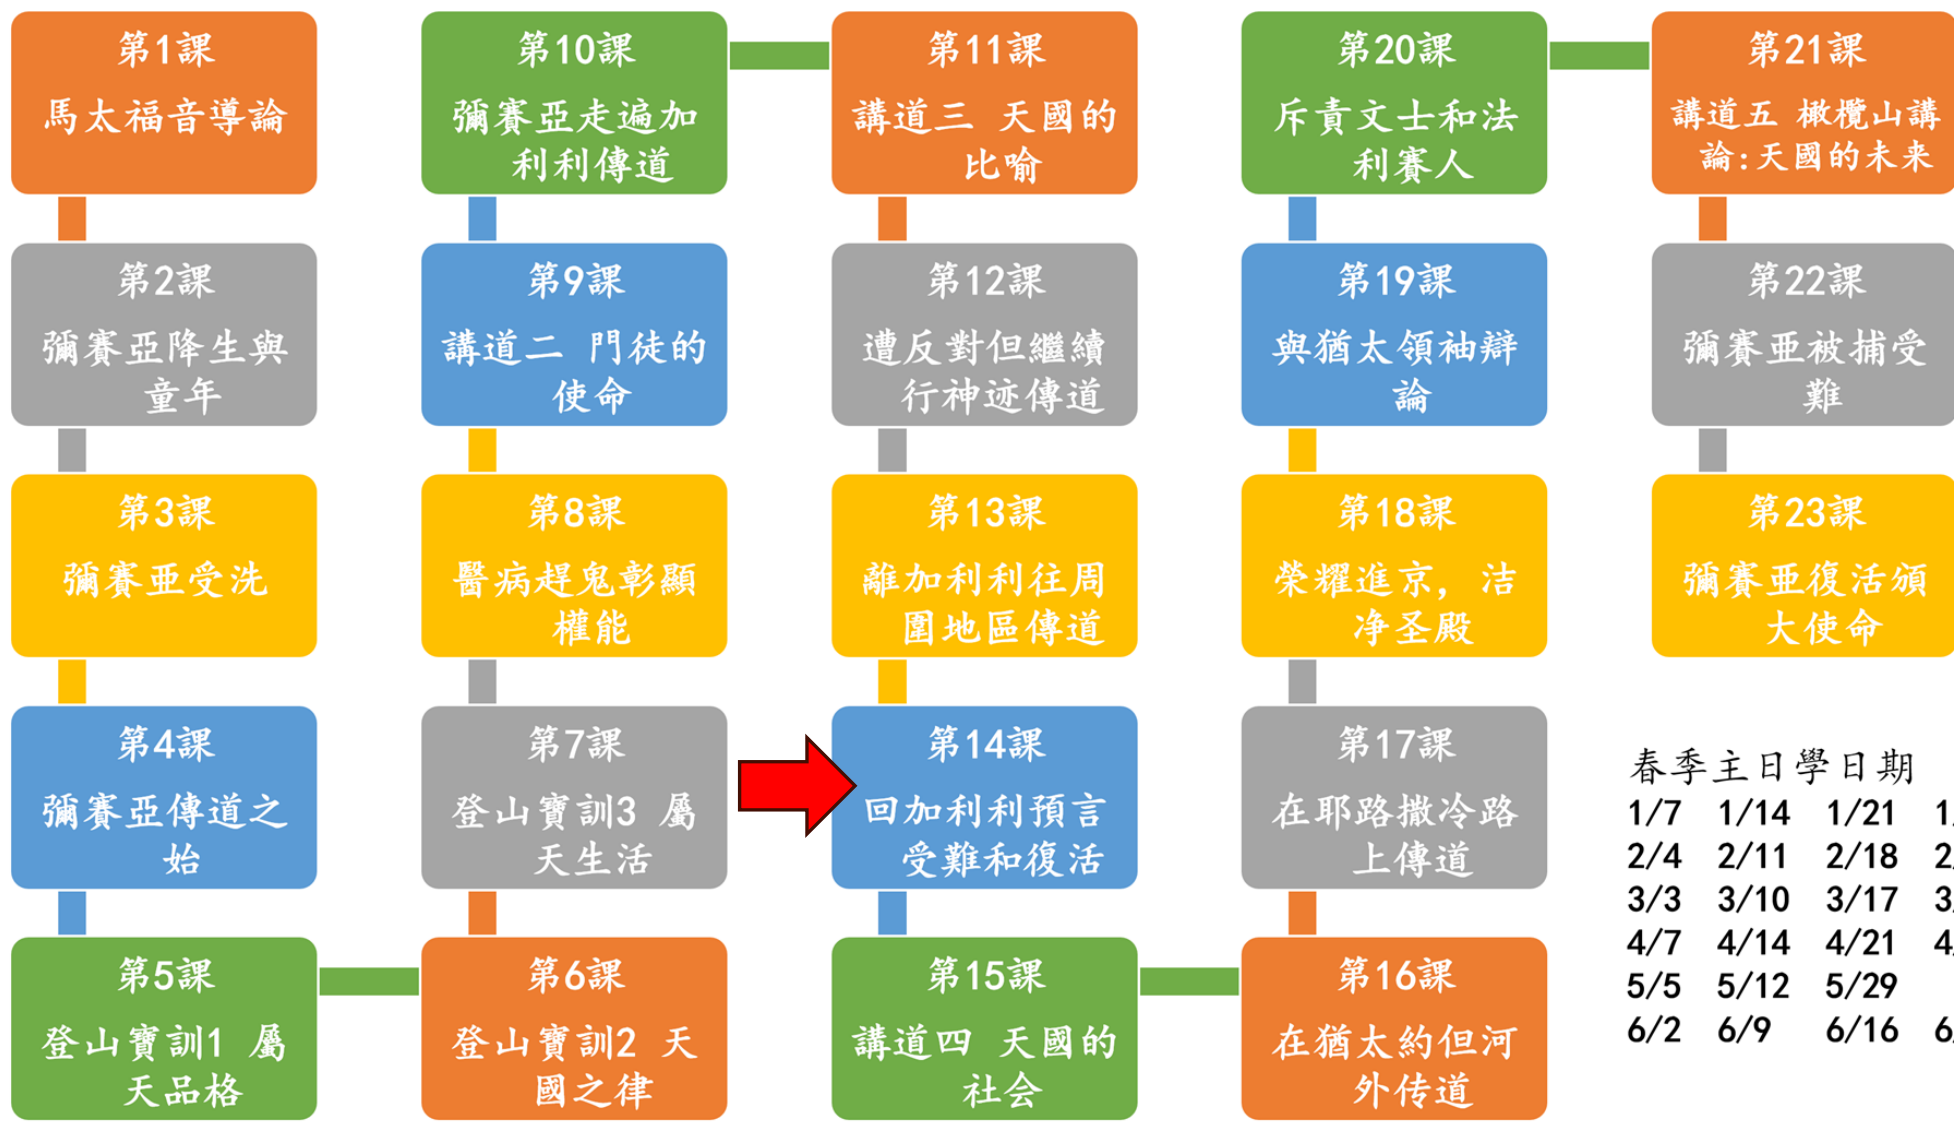 第1課
馬太福音導論
第2課
彌賽亞降生與
童年
第3課
彌賽亞受洗
第4課
彌賽亞傳道之
始
第5課
登山寶訓1 屬
天品格
第6課
登山寶訓2 天
國之律
第7課
登山寶訓3 屬
天生活
第8課
醫病趕鬼彰顯
權能
第9課
講道二 門徒的
使命
第10課
彌賽亞走遍加
利利傳道
第11課
講道三 天國的
比喻
第12課
遭反對但繼續
行神迹傳道
第13課
離加利利往周
圍地區傳道
第14課
回加利利預言
受難和復活
第15課
講道四 天國的
社会
第16課
在猶太約但河
外传道
第17課
在耶路撒冷路
上傳道
第18課
榮耀進京, 洁
净圣殿
第19課
與猶太領袖辯
論
第20課
斥責文士和法
利賽人
第21課
講道五 橄欖山講
論:天國的未来
第22課
彌賽亞被捕受
難
第23課
彌賽亞復活頒
大使命
春季主日學日期
1/7 1/14 1/21
2/4 2/11 2/18
3/3 3/10 3/17
4/7 4/14 4/21
5/5 5/12 5/29
6/2 6/9 6/16